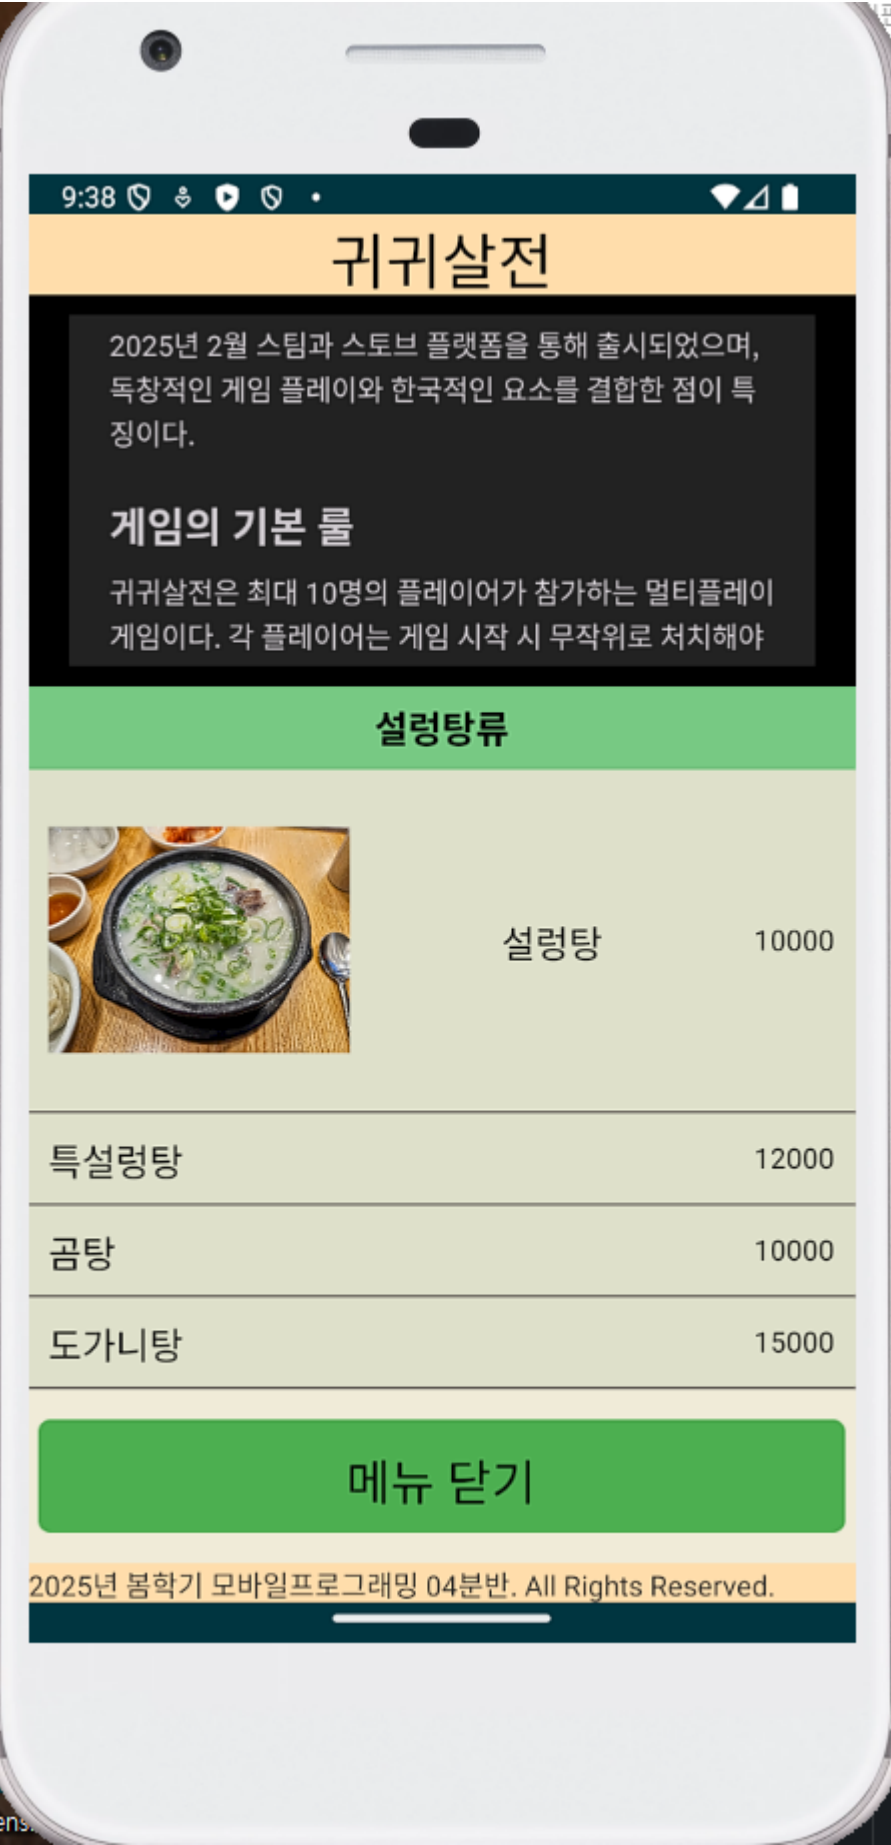 9:38
귀귀살전
2025년 2월 스팀과 스토브 플랫폼을 통해 출시되었으며,
독창적인 게임 플레이와 한국적인 요소를 결합한 점이 특
징이다.
게임의 기본 룰
귀귀살전은 최대 10명의 플레이어가 참가하는 멀티플레이
게임이다. 각 플레이어는 게임 시작 시 무작위로 처치해야
설렁탕류
설렁탕 10000
특설렁탕 12000
곰탕 10000
도가니탕 15000
메뉴 닫기
2025년 봄학기 모바일프로그래밍 04분반. All Rights Reserved.